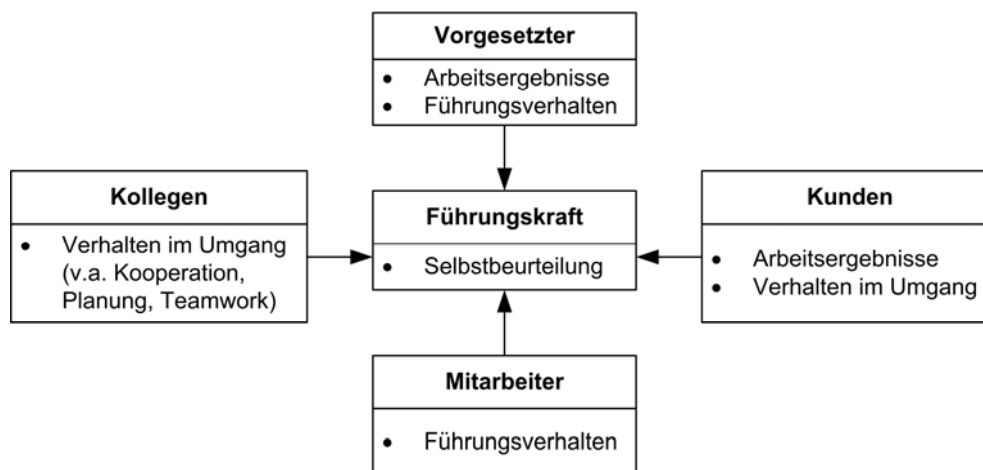 Vorgesetzter
• Arbeitsergebnisse
• Führungsverhalten
Kollegen
• Verhalten im Umgang
(v.a. Kooperation,
Planung, Teamwork)
Führungskraft
• Selbstbeurteilung
Kunden
• Arbeitsergebnisse
• Verhalten im Umgang
Mitarbeiter
• Führungsverhalten